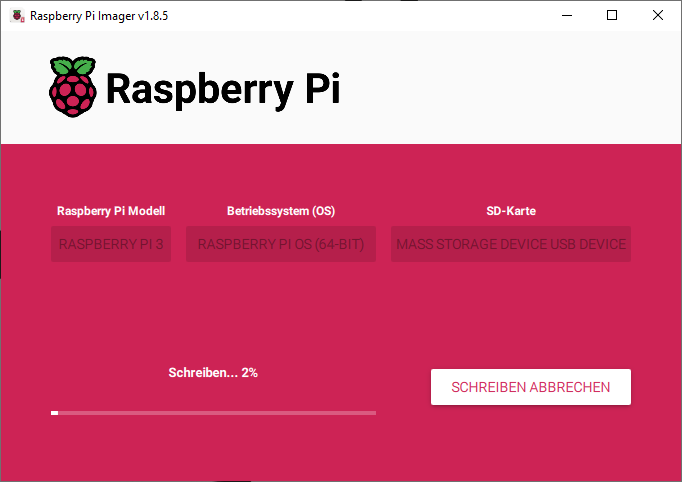 Raspberry Pi Imager v1.8.5
Raspberry Pi
Raspberry Pi Modell
Betriebssystem (OS)
SD-Karte
RASPBERRY PI 3
RASPBERRY PI OS (64-BIT)
MASS STORAGE DEVICE USB DEVICE
Schreiben... 2%
SCHREIBEN ABBRECHEN